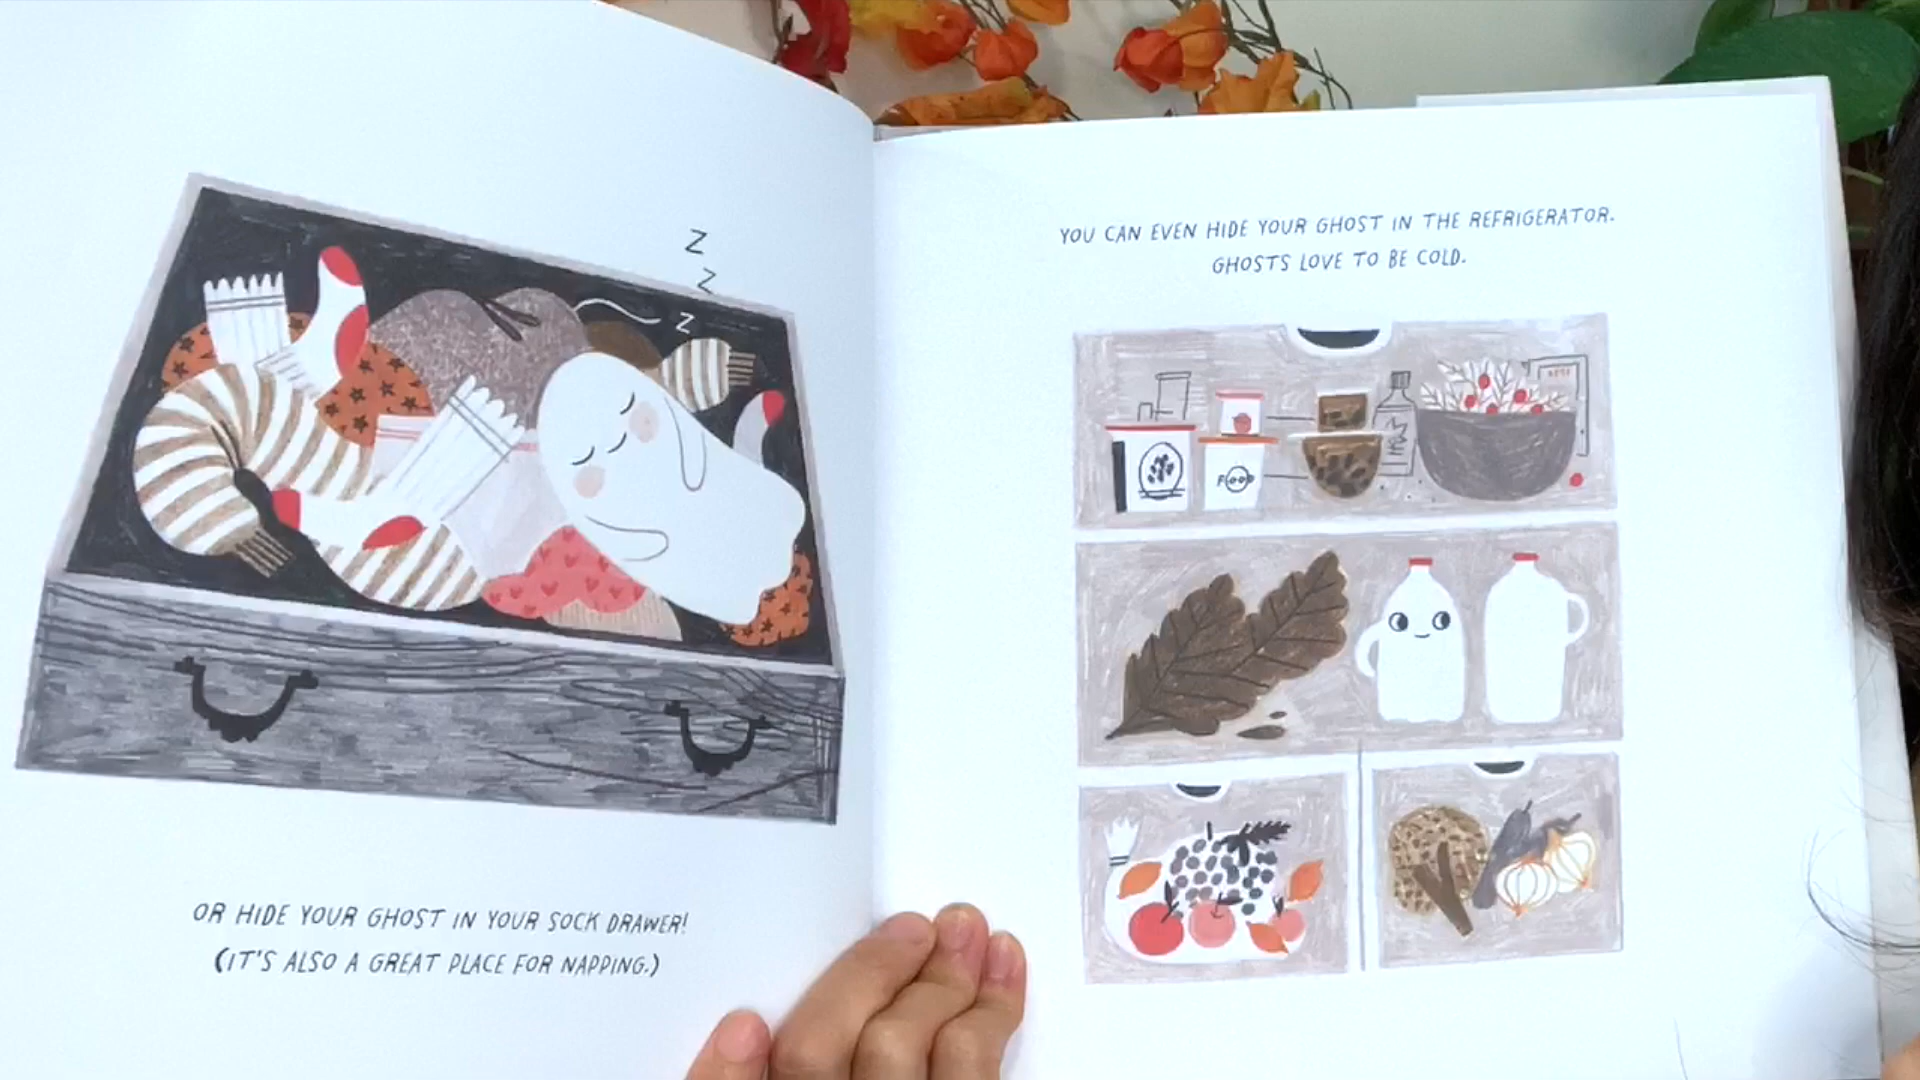 Z
Z
Z
OR HIDE YOUR GHOST IN YOUR SOCK DRAWER!
(IT'S ALSO A GREAT PLACE FOR NAPPING.)
YOU CAN EVEN HIDE YOUR GHOST IN THE REFRIGERATOR.
GHOSTS LOVE TO BE COLD.
FOOD